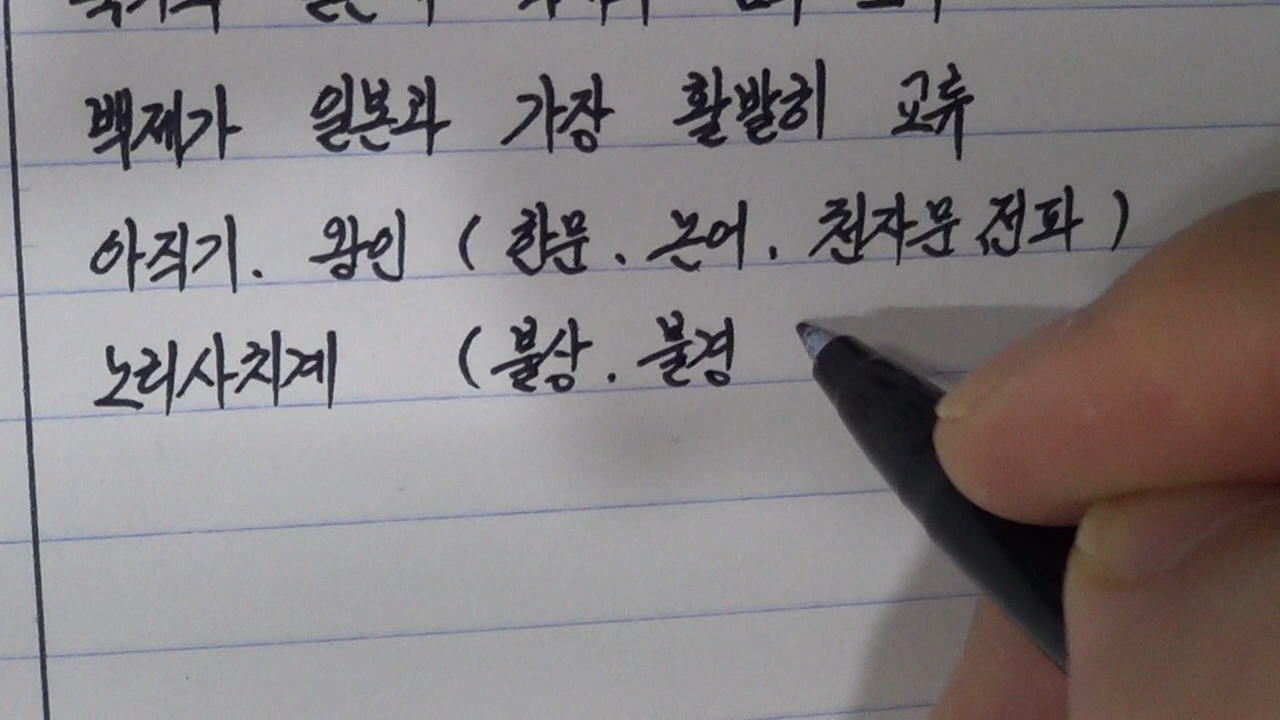 백제가 일본과 가장 활발히 교류
아직기. 왕인 ( 한문. 논어. 천자문 전파 )
노리사치계 ( 불상. 불경